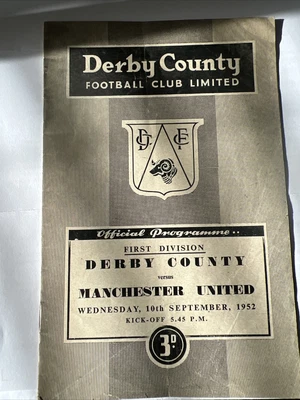 Derby County
FOOTBALL CLUB LIMITED
D C F C
Official Programme..
FIRST DIVISION
DERBY COUNTY
versus
MANCHESTER UNITED
WEDNESDAY, 10th SEPTEMBER, 1952
KICK-OFF 5.45 P.M.
3D